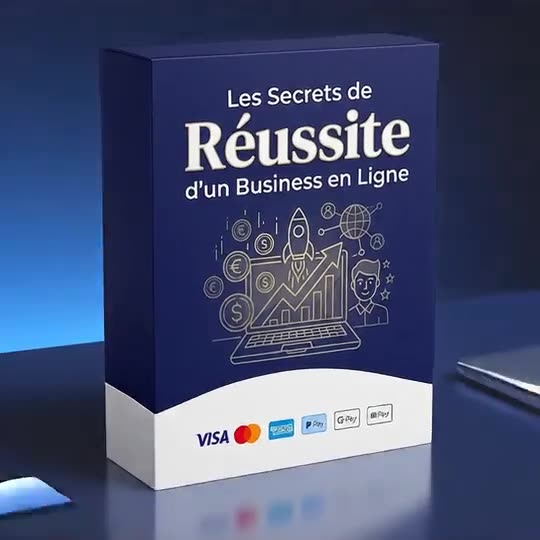 Les Secrets de
Réussite
d'un Business en Ligne
€
$
€
$
VISA
Pay
G Pay
Pay